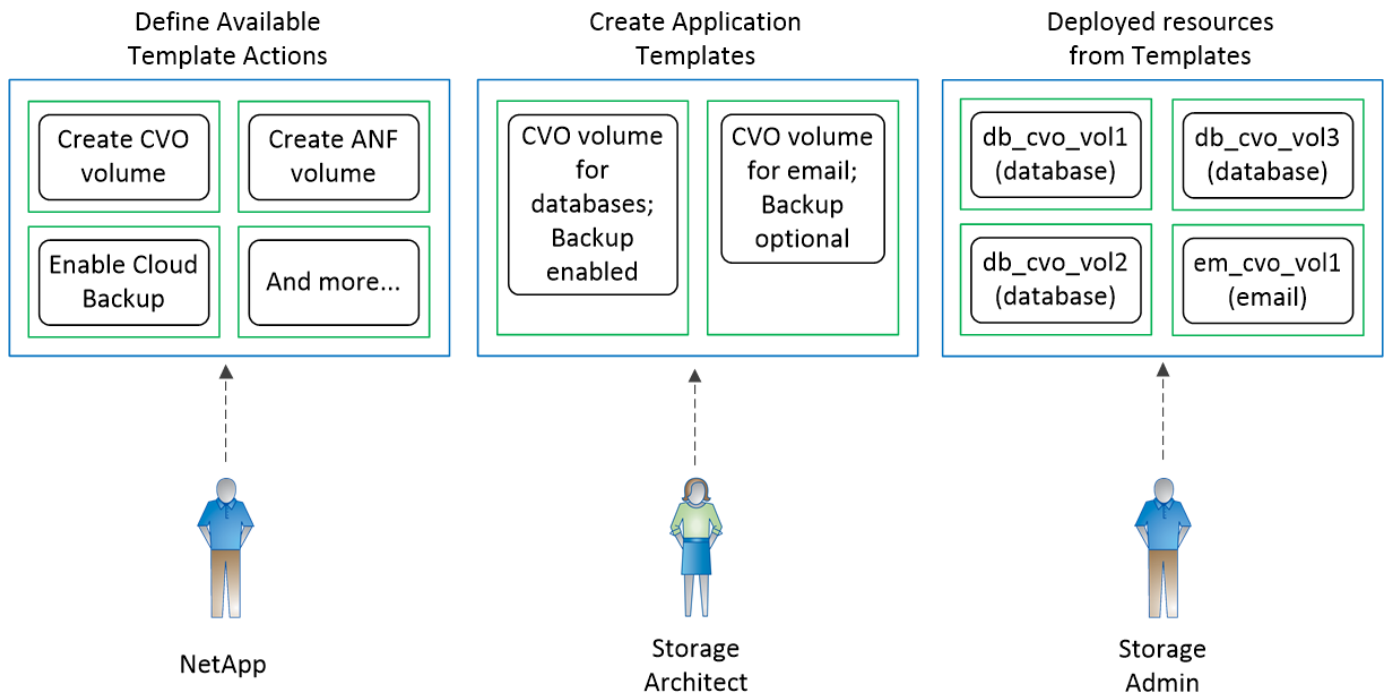 Define Available
Template Actions
Create CVO
volume
Create ANF
volume
Enable Cloud
Backup
And more...
NetApp
Create Application
Templates
CVO volume
for
databases;
Backup
enabled
CVO volume
for email;
Backup
optional
Storage
Architect
Deployed resources
from Templates
db_cvo_vol1
(database)
db_cvo_vol3
(database)
db_cvo_vol2
(database)
em_cvo_vol1
(email)
Storage
Admin